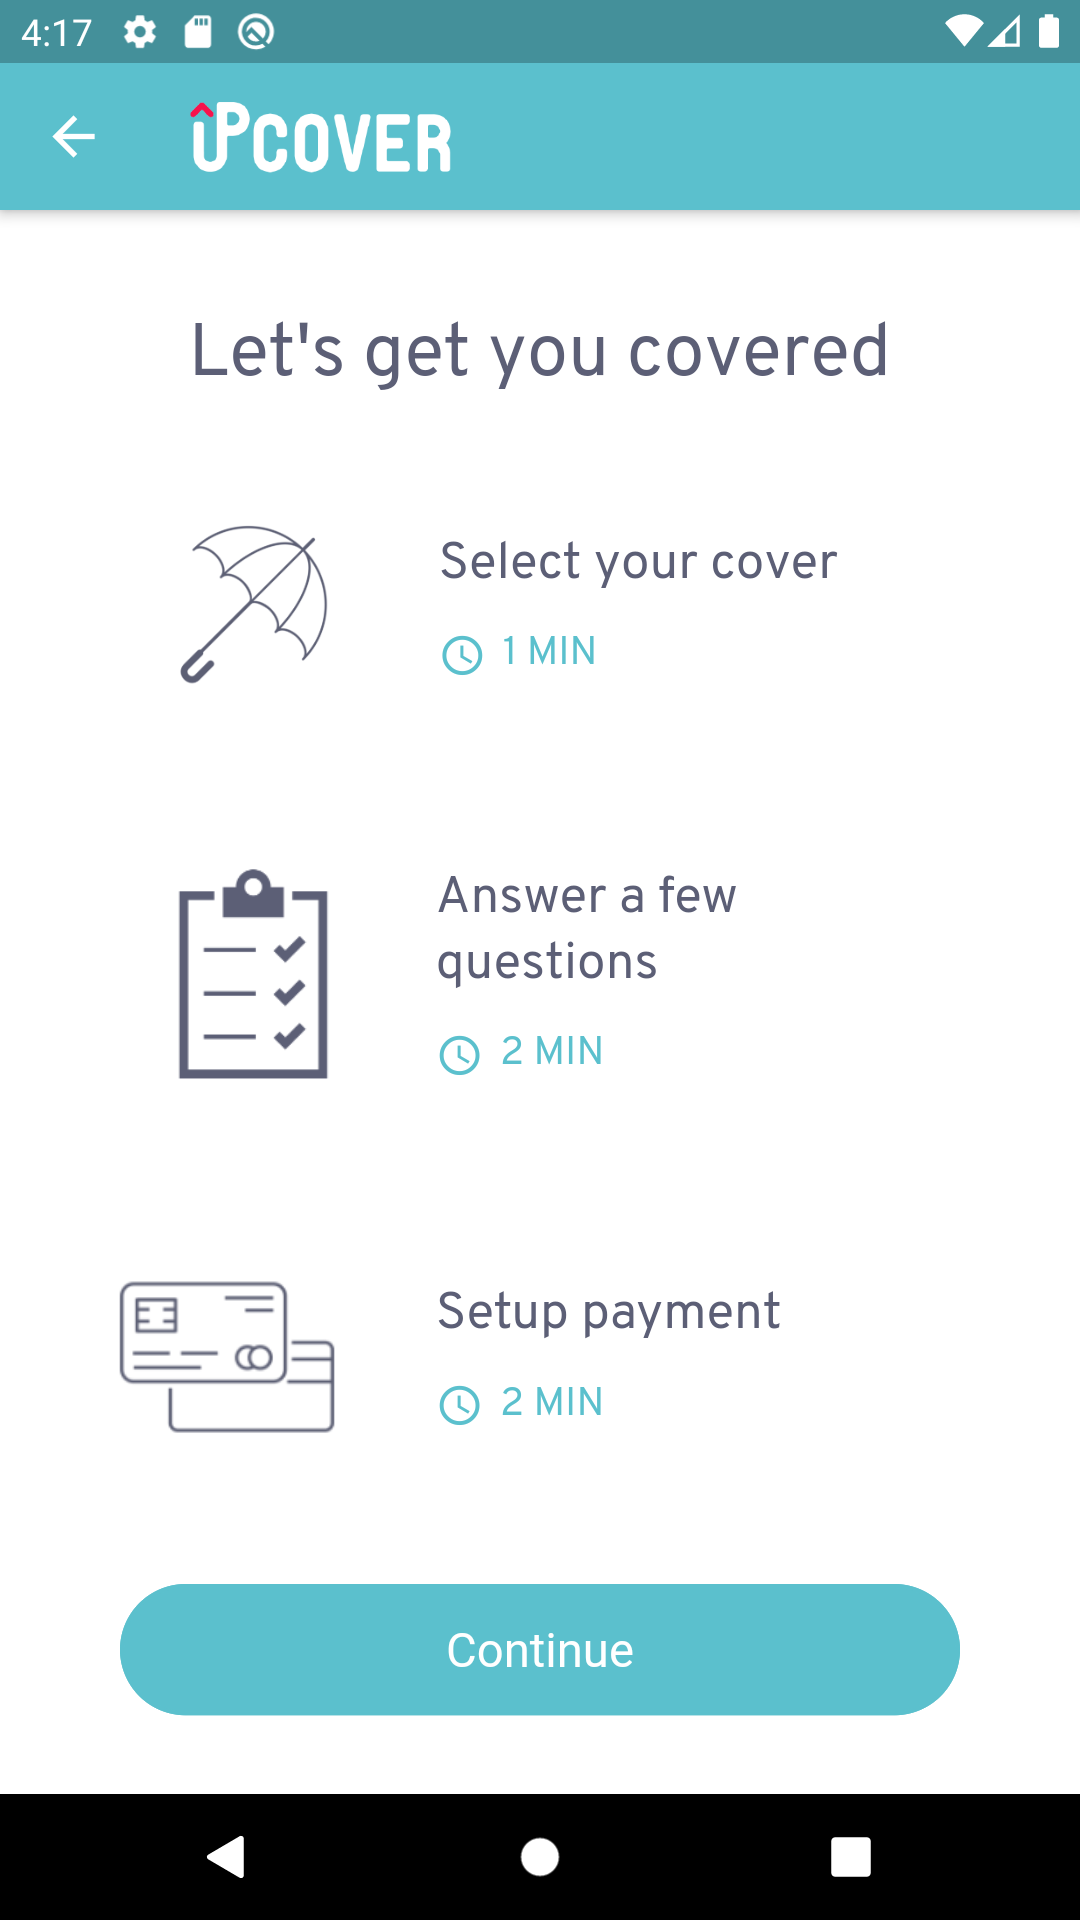 4:17
UPCOVER
Let's get you covered
Select your cover
1 MIN
Answer a few
questions
2 MIN
Setup payment
2 MIN
Continue